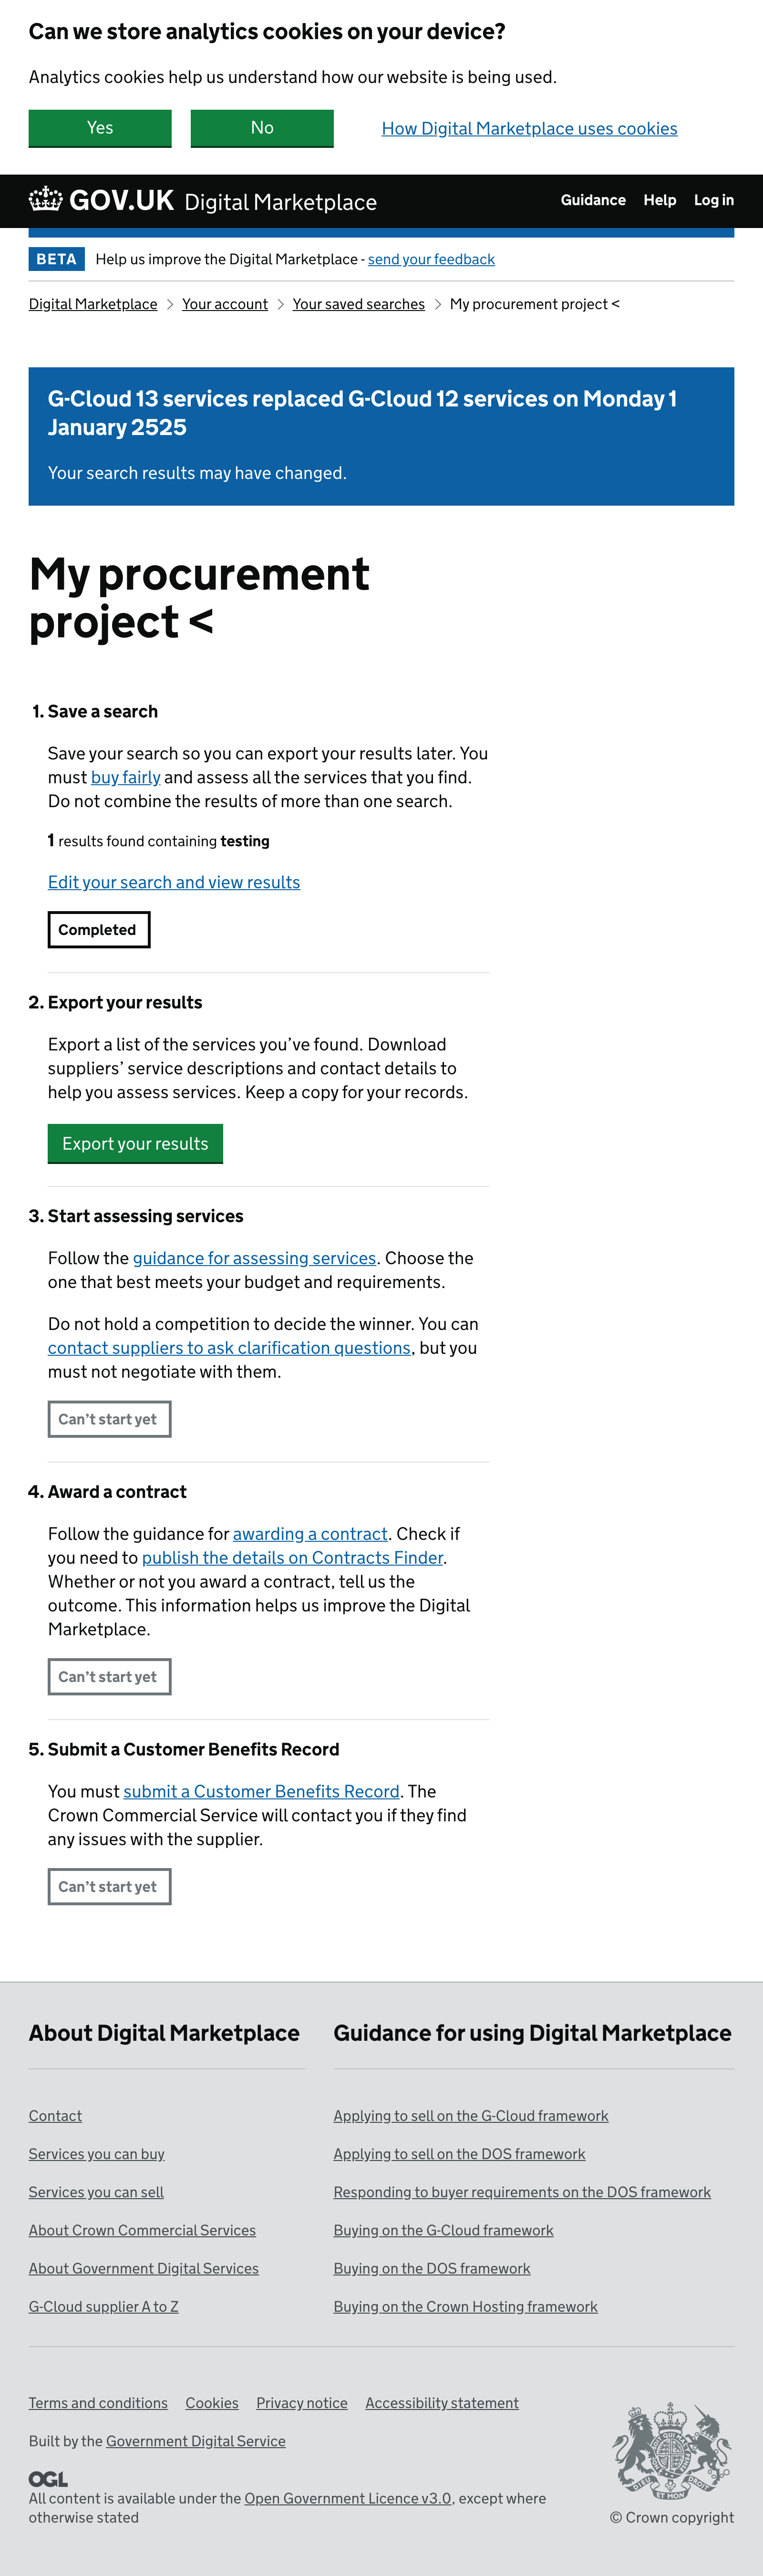 Can we store analytics cookies on your device?
Analytics cookies help us understand how our website is being used.
Yes
No
How Digital Marketplace uses cookies
GOV.UK Digital Marketplace
Guidance
Help
Log in
BETA
Help us improve the Digital Marketplace - send your feedback
Digital Marketplace
Your account
Your saved searches
My procurement project <
G-Cloud 13 services replaced G-Cloud 12 services on Monday 1
January 2525
Your search results may have changed.
My procurement
project <
1. Save a search
Save your search so you can export your results later. You
must buy fairly and assess all the services that you find.
Do not combine the results of more than one search.
1 results found containing testing
Edit your search and view results
Completed
2. Export your results
Export a list of the services you’ve found. Download
suppliers’ service descriptions and contact details to
help you assess services. Keep a copy for your records.
Export your results
3. Start assessing services
Follow the guidance for assessing services. Choose the
one that best meets your budget and requirements.
Do not hold a competition to decide the winner. You can
contact suppliers to ask clarification questions, but you
must not negotiate with them.
Can’t start yet
4. Award a contract
Follow the guidance for awarding a contract. Check if
you need to publish the details on Contracts Finder.
Whether or not you award a contract, tell us the
outcome. This information helps us improve the Digital
Marketplace.
Can’t start yet
5. Submit a Customer Benefits Record
You must submit a Customer Benefits Record. The
Crown Commercial Service will contact you if they find
any issues with the supplier.
Can’t start yet
About Digital Marketplace
Contact
Services you can buy
Services you can sell
About Crown Commercial Services
About Government Digital Services
G-Cloud supplier A to Z
Guidance for using Digital Marketplace
Applying to sell on the G-Cloud framework
Applying to sell on the DOS framework
Responding to buyer requirements on the DOS framework
Buying on the G-Cloud framework
Buying on the DOS framework
Buying on the Crown Hosting framework
Terms and conditions
Cookies
Privacy notice
Accessibility statement
Built by the Government Digital Service
OGL
All content is available under the Open Government Licence v3.0, except where
otherwise stated
DIEU ET MON DROIT
© Crown copyright